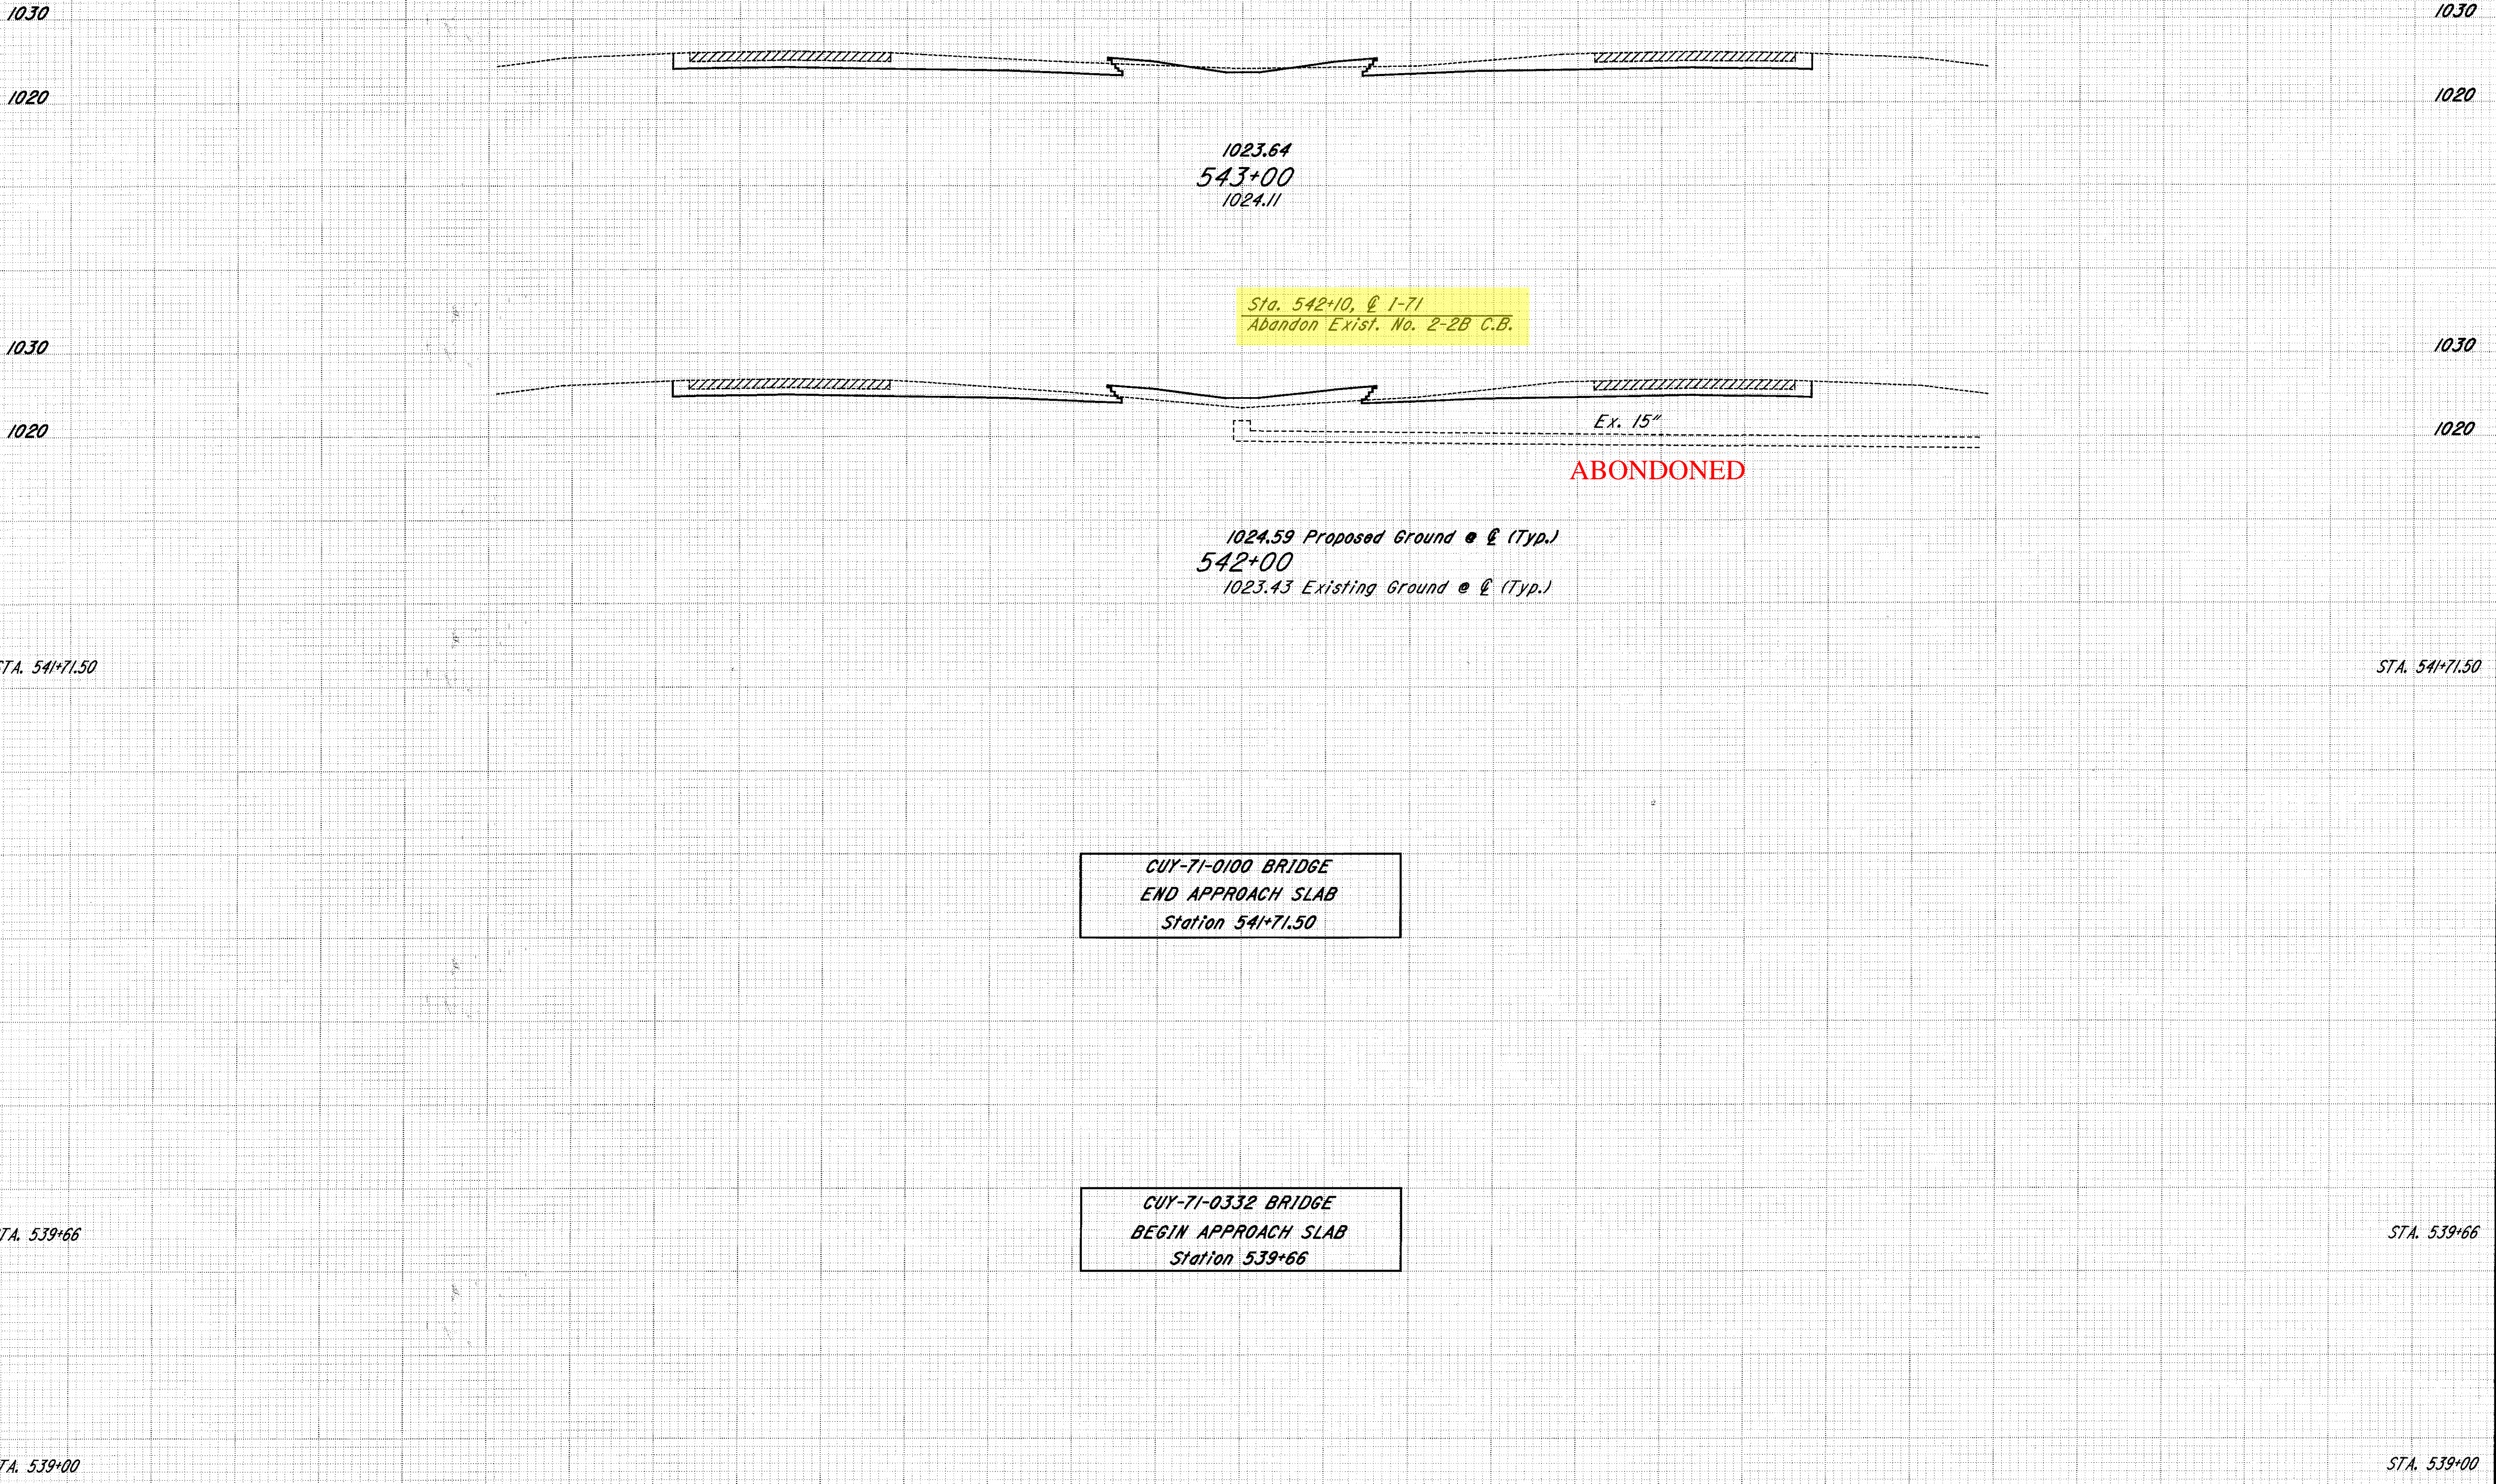 1030 1030
1020 1020
1023.64
543+00
1024.11
Sta. 542+10, ℄ I-71
Abandon Exist. No. 2-2B C.B.
1030 1030
Ex. 15"
1020 1020
ABONDONED
1024.59 Proposed Ground @ ℄ (Typ.)
542+00
1023.43 Existing Ground @ ℄ (Typ.)
STA. 541+71.50 STA. 541+71.50
CUY-71-0100 BRIDGE
END APPROACH SLAB
Station 541+71.50
CUY-71-0332 BRIDGE
BEGIN APPROACH SLAB
TA. 539+66 STA. 539+66
Station 539+66
TA. 539+00 STA. 539+00